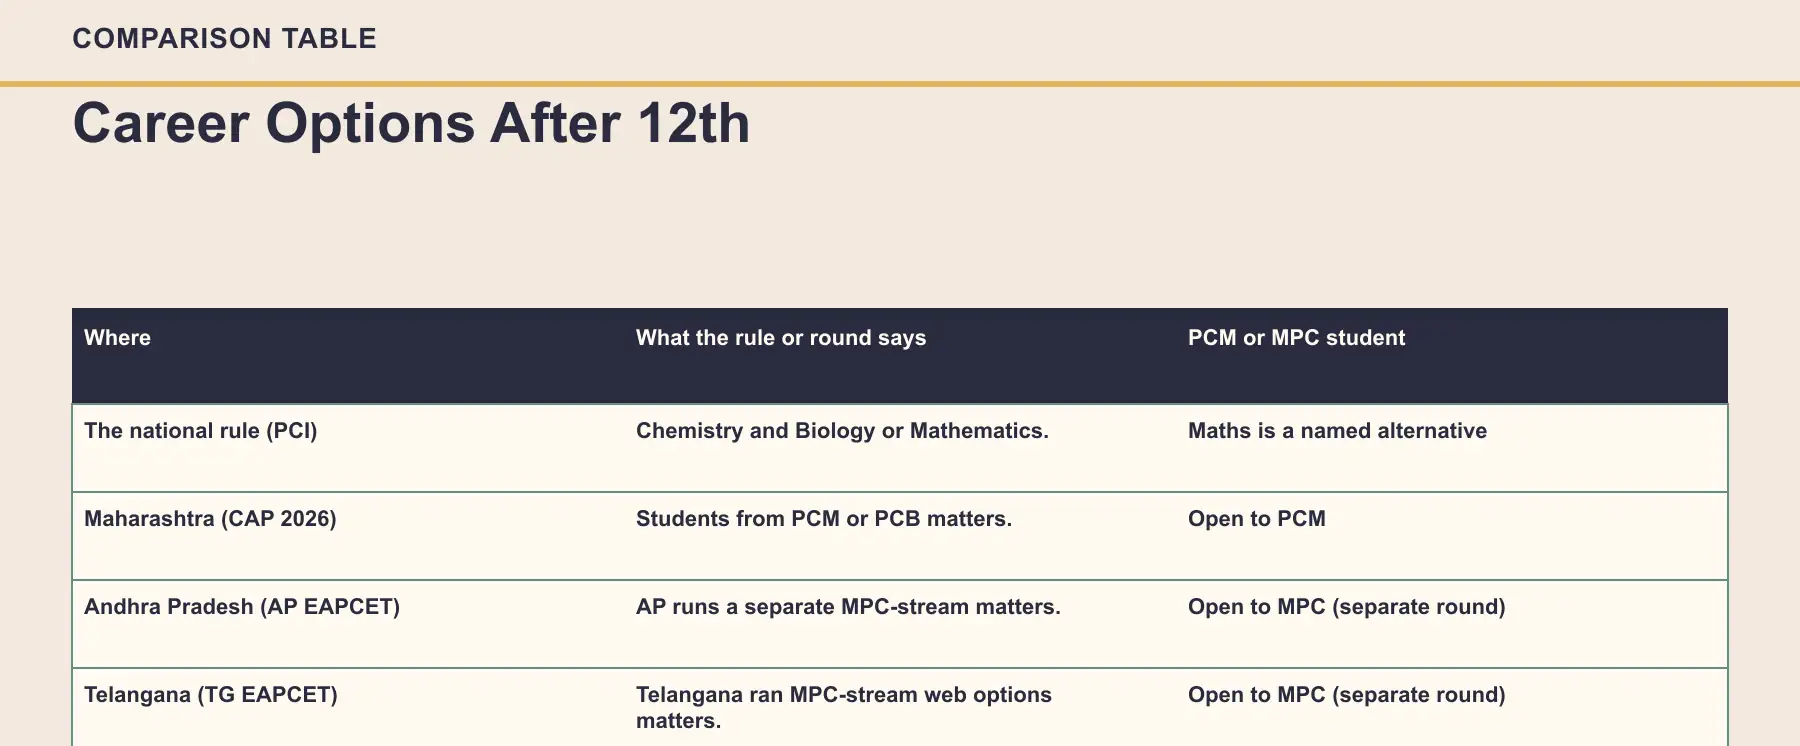 COMPARISON TABLE
Career Options After 12th
Where What the rule or round says PCM or MPC student
The national rule (PCI) Chemistry and Biology or Mathematics. Maths is a named alternative
Maharashtra (CAP 2026) Students from PCM or PCB matters. Open to PCM
Andhra Pradesh (AP EAPCET) AP runs a separate MPC-stream matters. Open to MPC (separate round)
Telangana (TG EAPCET) Telangana ran MPC-stream web options Open to MPC (separate round)
matters.